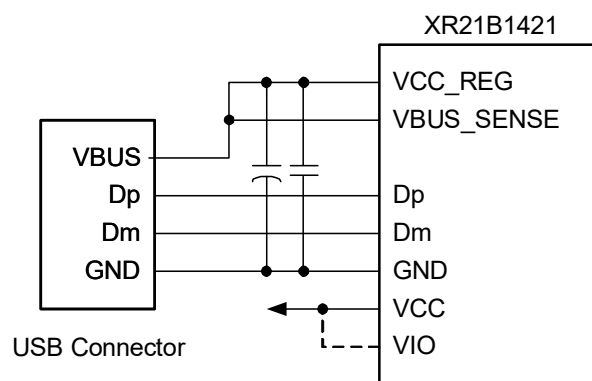 XR21B1421
VCC_REG
VBUS_SENSE
VBUS
Dp
Dp
Dm
Dm
GND
GND
VCC
VIO
USB Connector